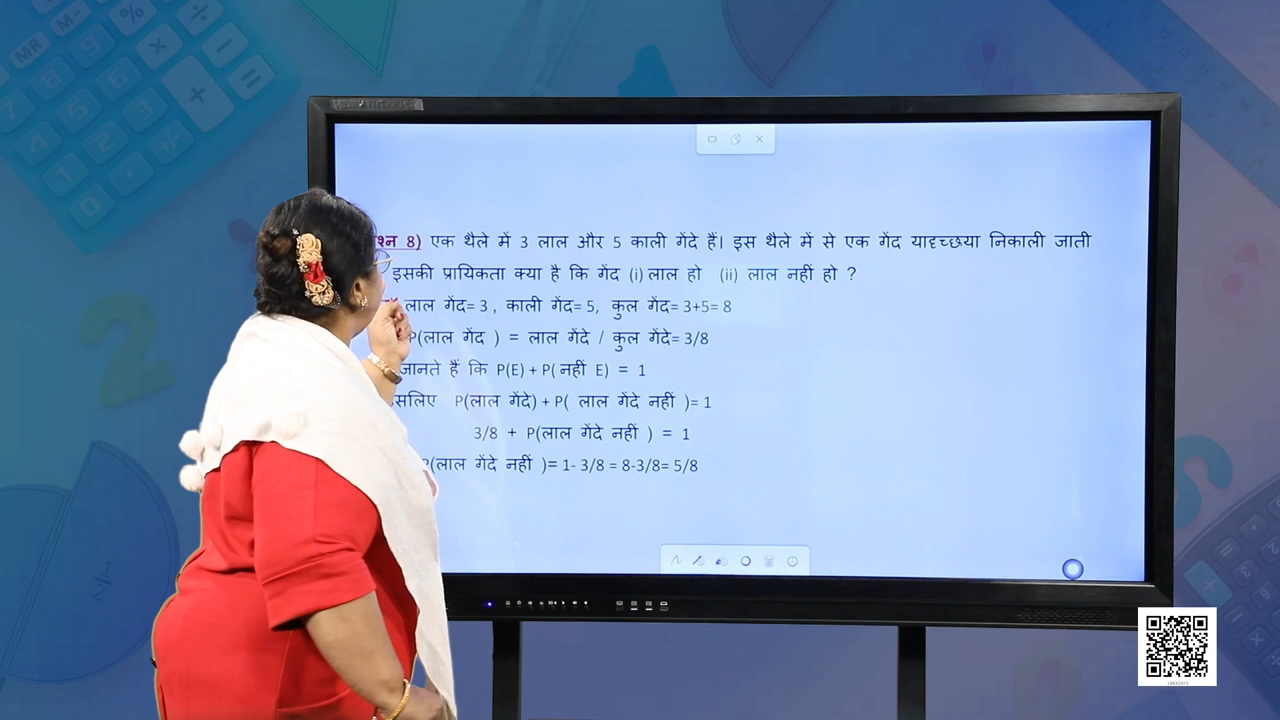 8) एक थैले में 3 लाल और 5 काली गेंदे हैं। इस थैले में से एक गेंद यादृच्छया निकाली जाती
इसकी प्रायिकता क्या है कि गेंद (i) लाल हो (ii) लाल नहीं हो ?
लाल गेंद= 3 , काली गेंद= 5, कुल गेंद= 3+5= 8
P(लाल गेंद ) = लाल गेंदे / कुल गेंदे= 3/8
जानते हैं कि P(E) + P( नहीं E) = 1
P(लाल गेंदे) + P( लाल गेंदे नहीं )= 1
3/8 + P(लाल गेंदे नहीं ) = 1
P(लाल गेंदे नहीं )= 1- 3/8 = 8-3/8= 5/8